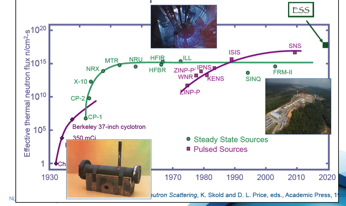 ESS
Effective thermal neutron flux n/cm²-s
10²⁰
10¹⁵
10¹⁰
10⁵
1
1930
1970
1980
1990
2000
2010
2020
CP-1
CP-2
X-10
NRX
MTR
NRU
HFIR
HFBR
ILL
ZINP-P'
ZINP-P
WNR
IPNS
KENS
ISIS
SINQ
FRM-II
SNS
Berkeley 37-inch cyclotron
350 mCi
Steady State Sources
Pulsed Sources
utron Scattering, K. Skold and D. L. Price, eds., Academic Press, 1